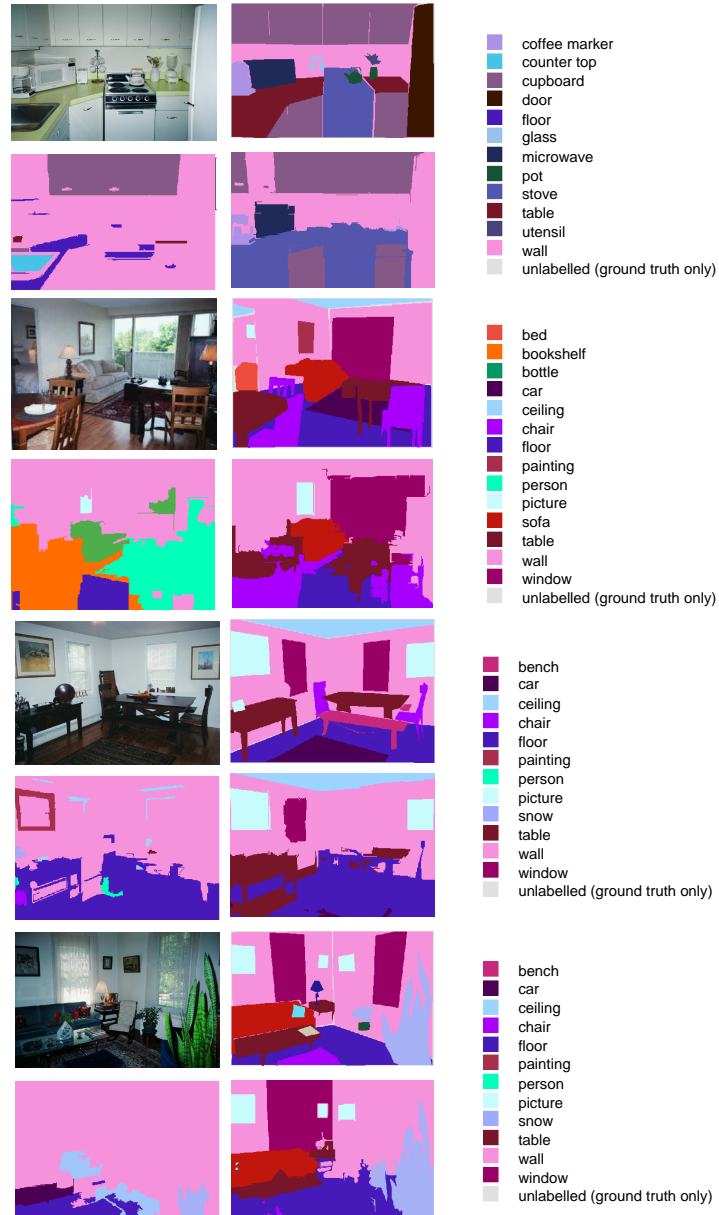 coffee marker
counter top
cupboard
door
floor
glass
microwave
pot
stove
table
utensil
wall
unlabelled (ground truth only)
bed
bookshelf
bottle
car
ceiling
chair
floor
painting
person
picture
sofa
table
wall
window
unlabelled (ground truth only)
bench
car
ceiling
chair
floor
painting
person
picture
snow
table
wall
window
unlabelled (ground truth only)
bench
car
ceiling
chair
floor
painting
person
picture
snow
table
wall
window
unlabelled (ground truth only)